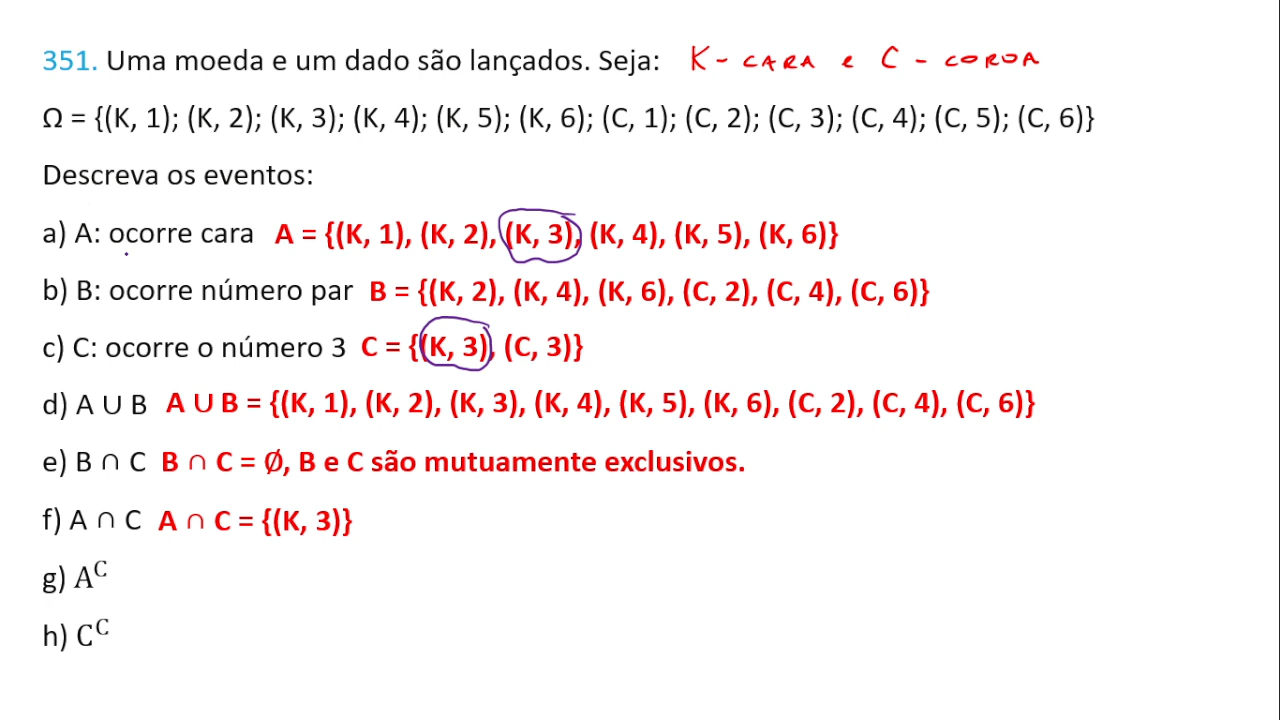 351. Uma moeda e um dado são lançados. Seja: K - CARA e C - COROA
Ω = {(K, 1); (K, 2); (K, 3); (K, 4); (K, 5); (K, 6); (C, 1); (C, 2); (C, 3); (C, 4); (C, 5); (C, 6)}
Descreva os eventos:
a) A: ocorre cara A = {(K, 1), (K, 2), (K, 3), (K, 4), (K, 5), (K, 6)}
b) B: ocorre número par B = {(K, 2), (K, 4), (K, 6), (C, 2), (C, 4), (C, 6)}
c) C: ocorre o número 3 C = {(K, 3), (C, 3)}
d) A ∪ B A ∪ B = {(K, 1), (K, 2), (K, 3), (K, 4), (K, 5), (K, 6), (C, 2), (C, 4), (C, 6)}
e) B ∩ C B ∩ C = Ø, B e C são mutuamente exclusivos.
f) A ∩ C A ∩ C = {(K, 3)}
g) Aᶜ
h) Cᶜ